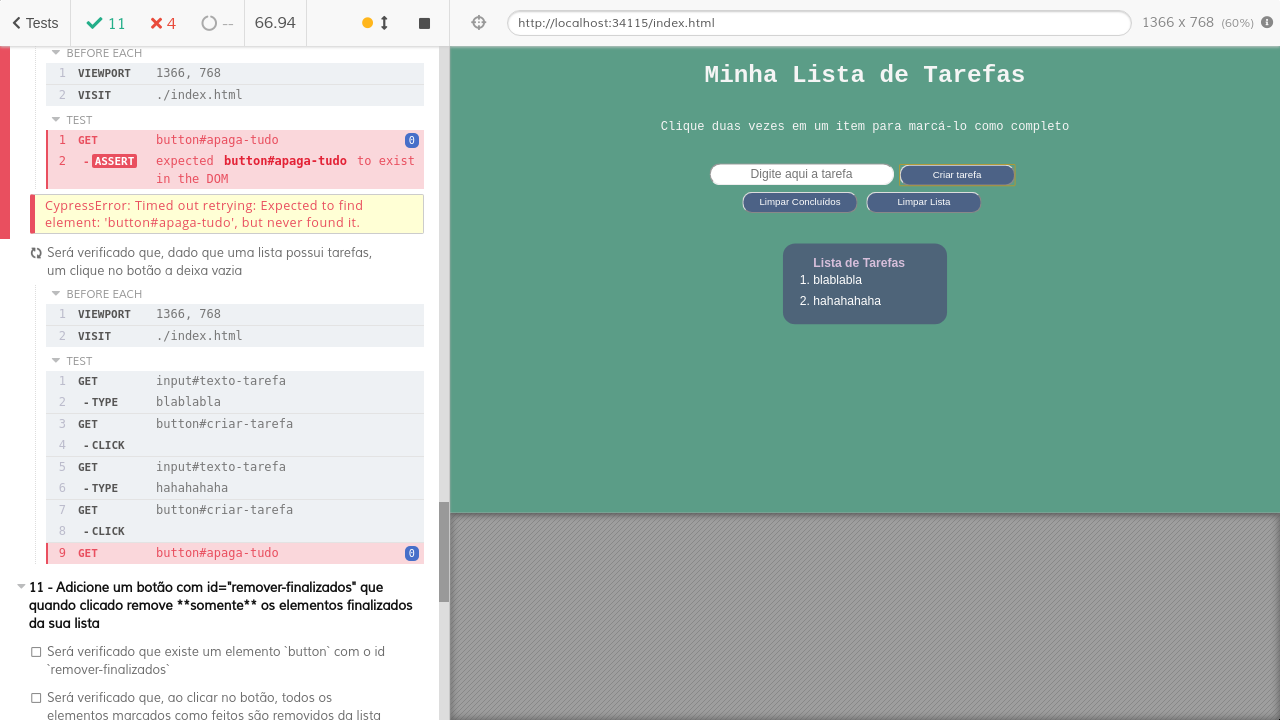 Tests 11 4 -- 66.94
http://localhost:34115/index.html 1366 x 768 (60%)
BEFORE EACH
1 VIEWPORT 1366, 768
2 VISIT ./index.html
TEST
1 GET button#apaga-tudo 0
2 -ASSERT expected button#apaga-tudo to exist
in the DOM
CypressError: Timed out retrying: Expected to find
element: 'button#apaga-tudo', but never found it.
Será verificado que, dado que uma lista possui tarefas,
um clique no botão a deixa vazia
BEFORE EACH
1 VIEWPORT 1366, 768
2 VISIT ./index.html
TEST
1 GET input#texto-tarefa
2 -TYPE blablabla
3 GET button#criar-tarefa
4 -CLICK
5 GET input#texto-tarefa
6 -TYPE hahahahaha
7 GET button#criar-tarefa
8 -CLICK
9 GET button#apaga-tudo 0
11 - Adicione um botão com id="remover-finalizados" que
quando clicado remove **somente** os elementos finalizados
da sua lista
Será verificado que existe um elemento `button` com o id
`remover-finalizados`
Será verificado que, ao clicar no botão, todos os
elementos marcados como feitos são removidos da lista
Minha Lista de Tarefas
Clique duas vezes em um item para marcá-lo como completo
Digite aqui a tarefa Criar tarefa
Limpar Concluídos Limpar Lista
Lista de Tarefas
1. blablabla
2. hahahahaha